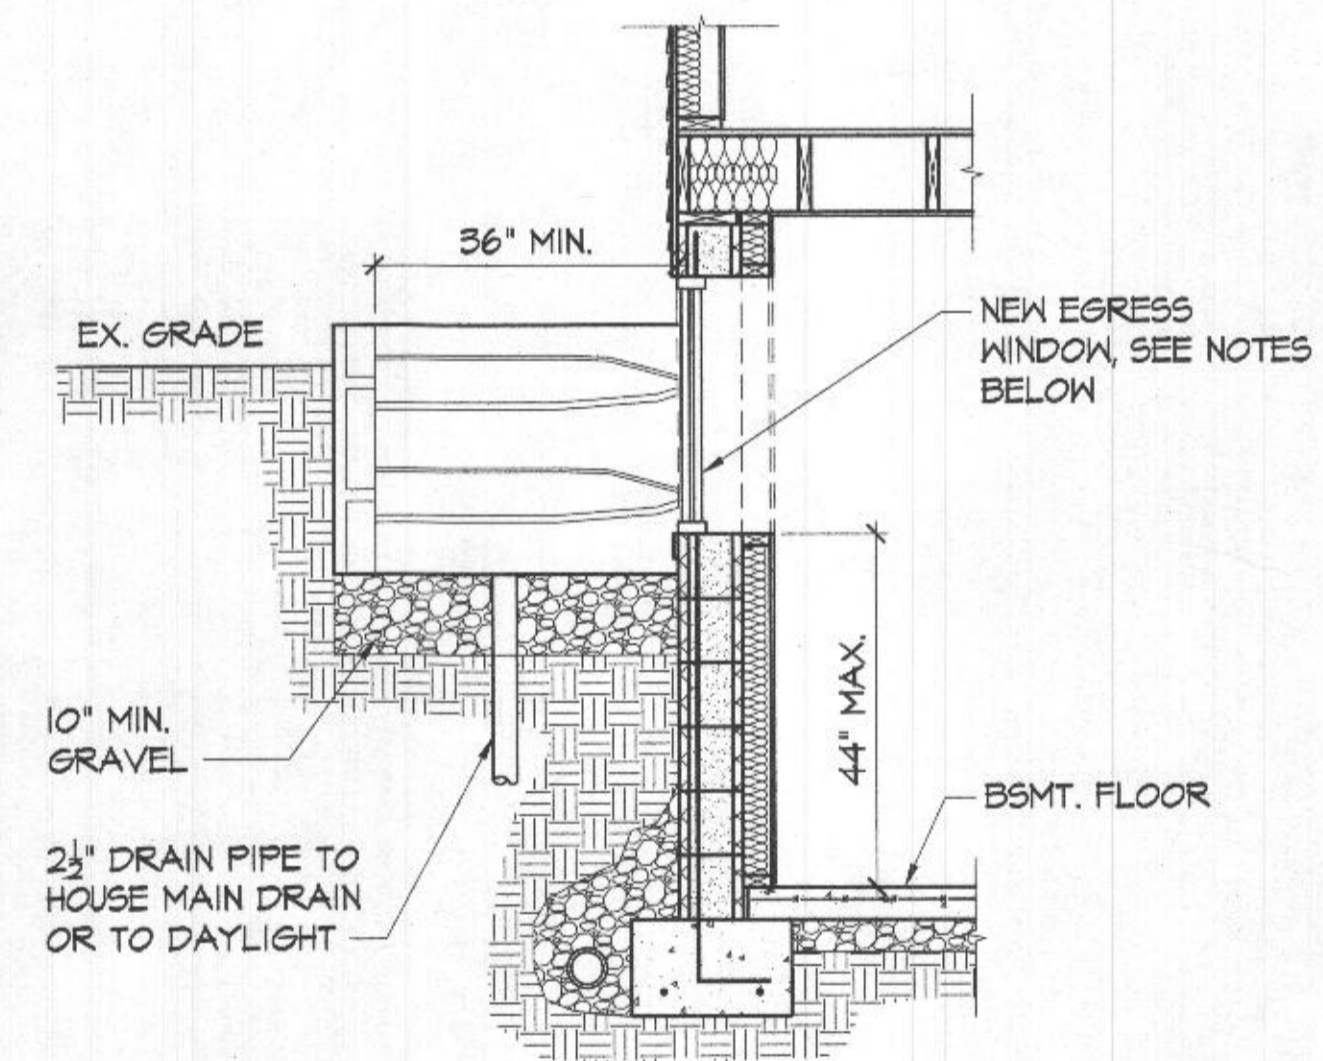 36" MIN.
EX. GRADE
NEW EGRESS
WINDOW, SEE NOTES
BELOW
44" MAX.
10" MIN.
GRAVEL
BSMT. FLOOR
2½" DRAIN PIPE TO
HOUSE MAIN DRAIN
OR TO DAYLIGHT